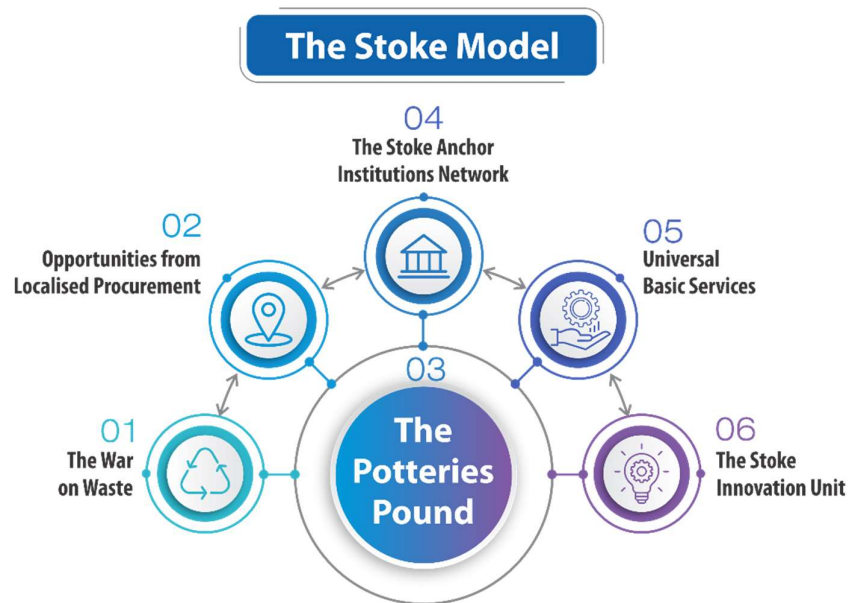 The Stoke Model
01
The War
on Waste
02
Opportunities from
Localised Procurement
03
The
Potteries
Pound
04
The Stoke Anchor
Institutions Network
05
Universal
Basic Services
06
The Stoke
Innovation Unit